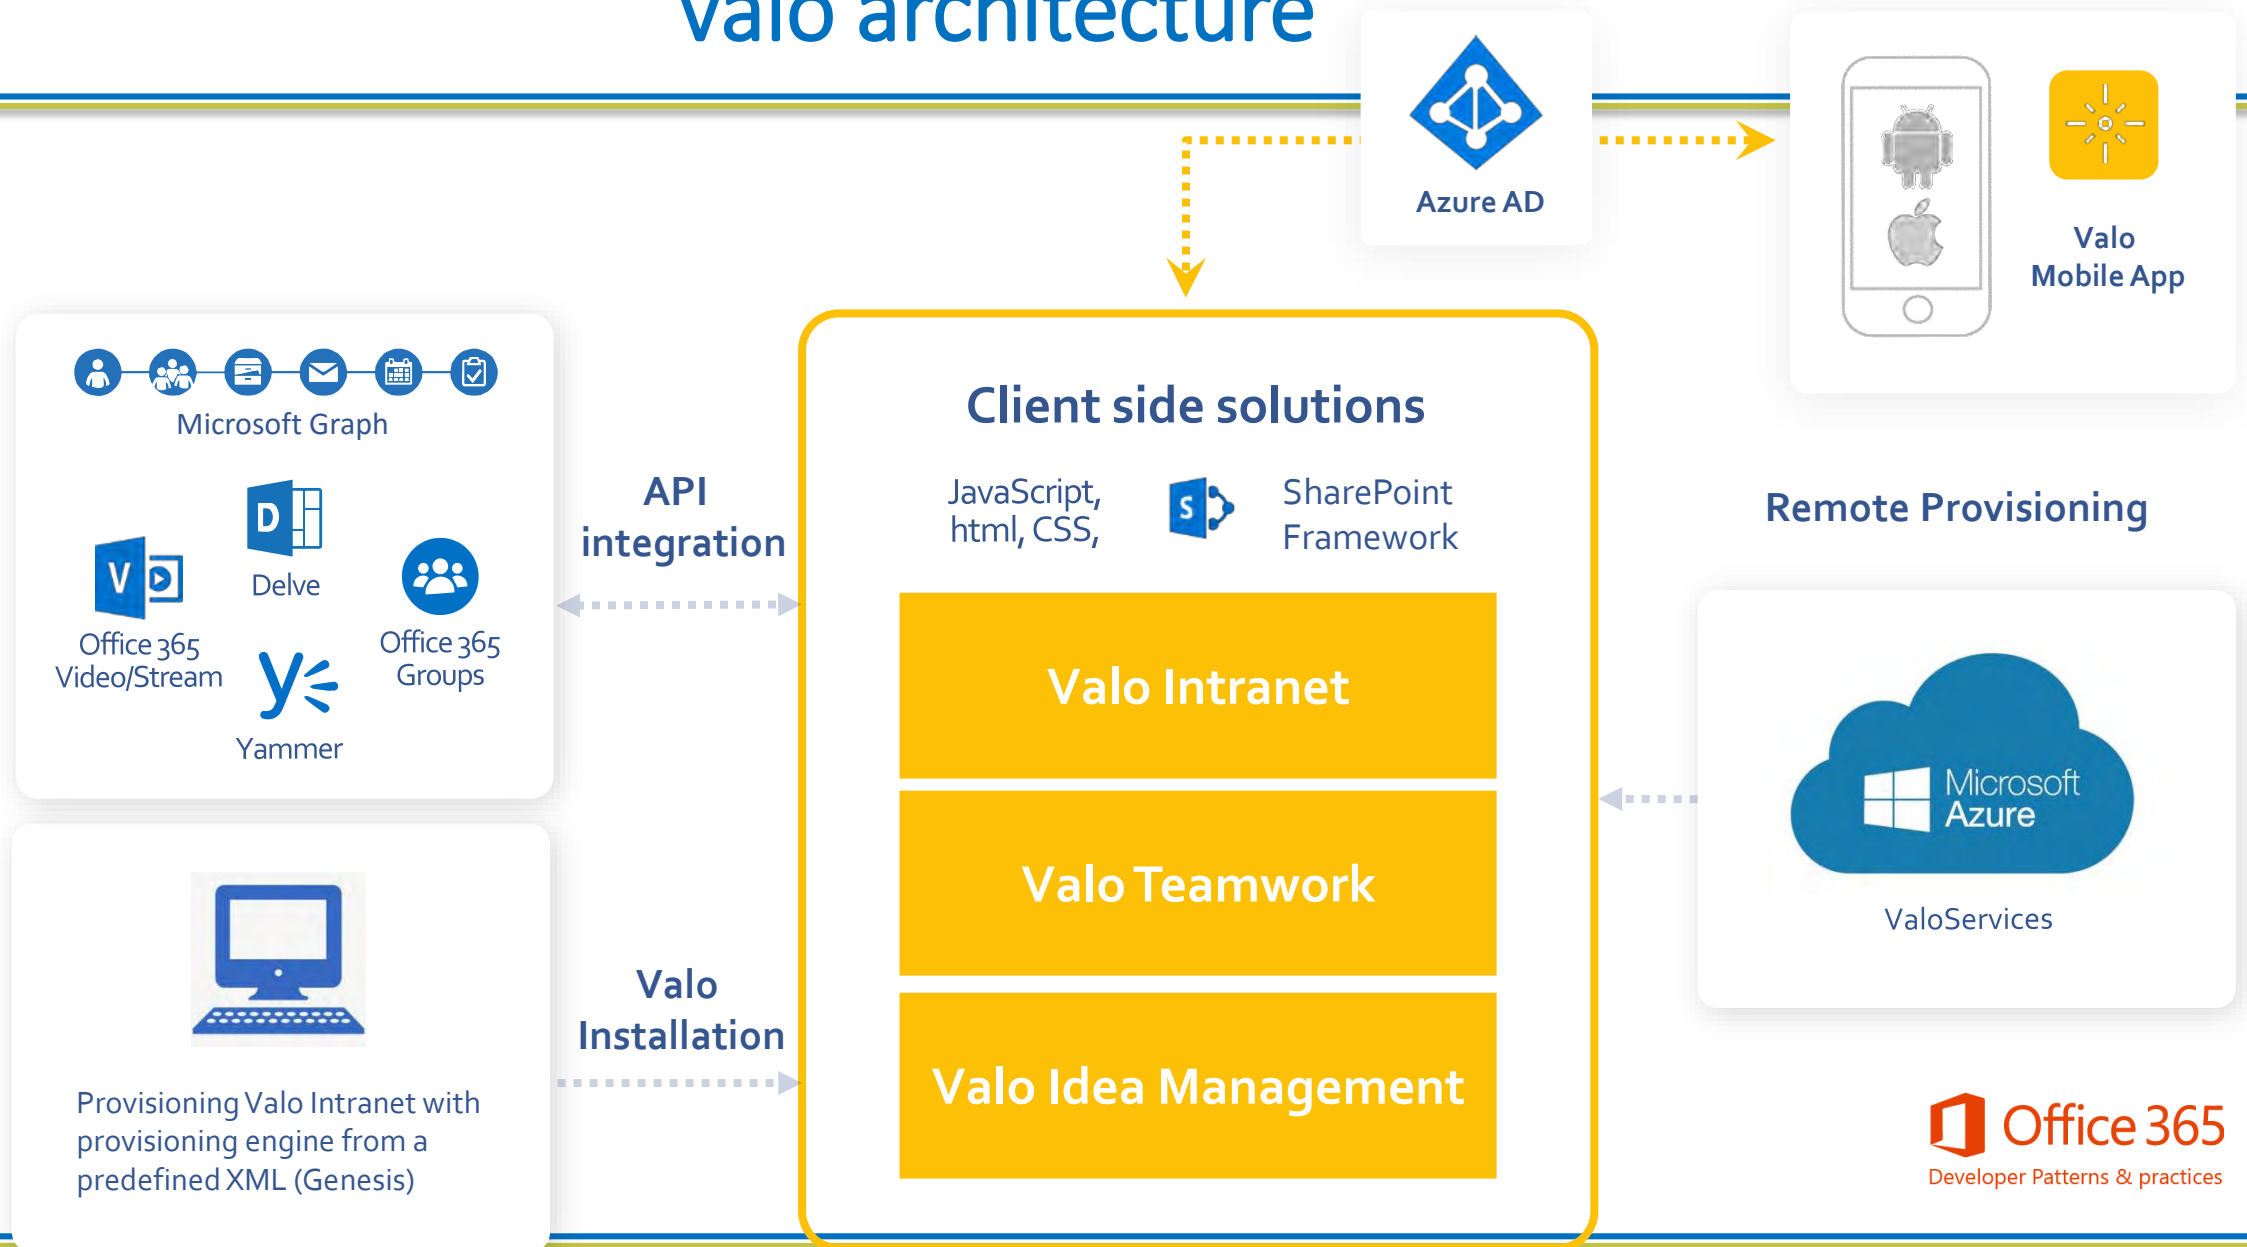 Valo architecture
Azure AD
Valo
Mobile App
Microsoft Graph
D
Delve
V
Office 365
Video/Stream
Office 365
Groups
y
Yammer
API
integration
Client side solutions
JavaScript,
html, CSS,
S
SharePoint
Framework
Valo Intranet
Valo Teamwork
Valo Idea Management
Remote Provisioning
Microsoft
Azure
ValoServices
Valo
Installation
Provisioning Valo Intranet with
provisioning engine from a
predefined XML (Genesis)
Office 365
Developer Patterns & practices